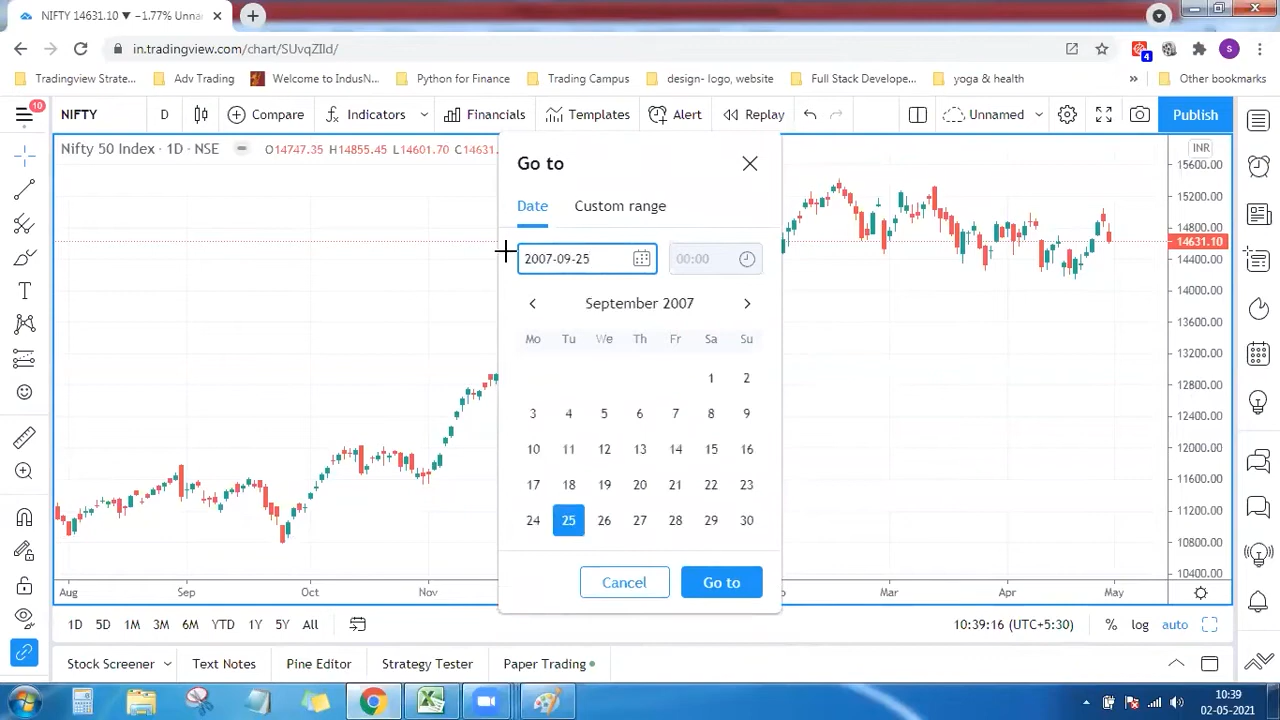 NIFTY 14631.10 ▼ −1.77% Unna
in.tradingview.com/chart/SUvqZIld/
4
S
Tradingview Strate...
Adv Trading
Welcome to IndusN...
Python for Finance
Trading Campus
design- logo, website
Full Stack Develope...
yoga & health
»
Other bookmarks
10
NIFTY
D
Compare
Indicators
Financials
Templates
Alert
Replay
Unnamed
Publish
Nifty 50 Index · 1D · NSE
O14747.35 H14855.45 L14601.70 C14631.
INR
15600.00
15200.00
14800.00
14631.10
14400.00
14000.00
13600.00
13200.00
12800.00
12400.00
12000.00
11600.00
11200.00
10800.00
10400.00
Go to
Date
Custom range
2007-09-25
00:00
September 2007
Mo Tu We Th Fr Sa Su
1 2
3 4 5 6 7 8 9
10 11 12 13 14 15 16
17 18 19 20 21 22 23
24 25 26 27 28 29 30
Cancel
Go to
Aug Sep Oct Nov Mar Apr May
1D 5D 1M 3M 6M YTD 1Y 5Y All
10:39:16 (UTC+5:30)
% log auto
Stock Screener
Text Notes
Pine Editor
Strategy Tester
Paper Trading
10:39
02-05-2021